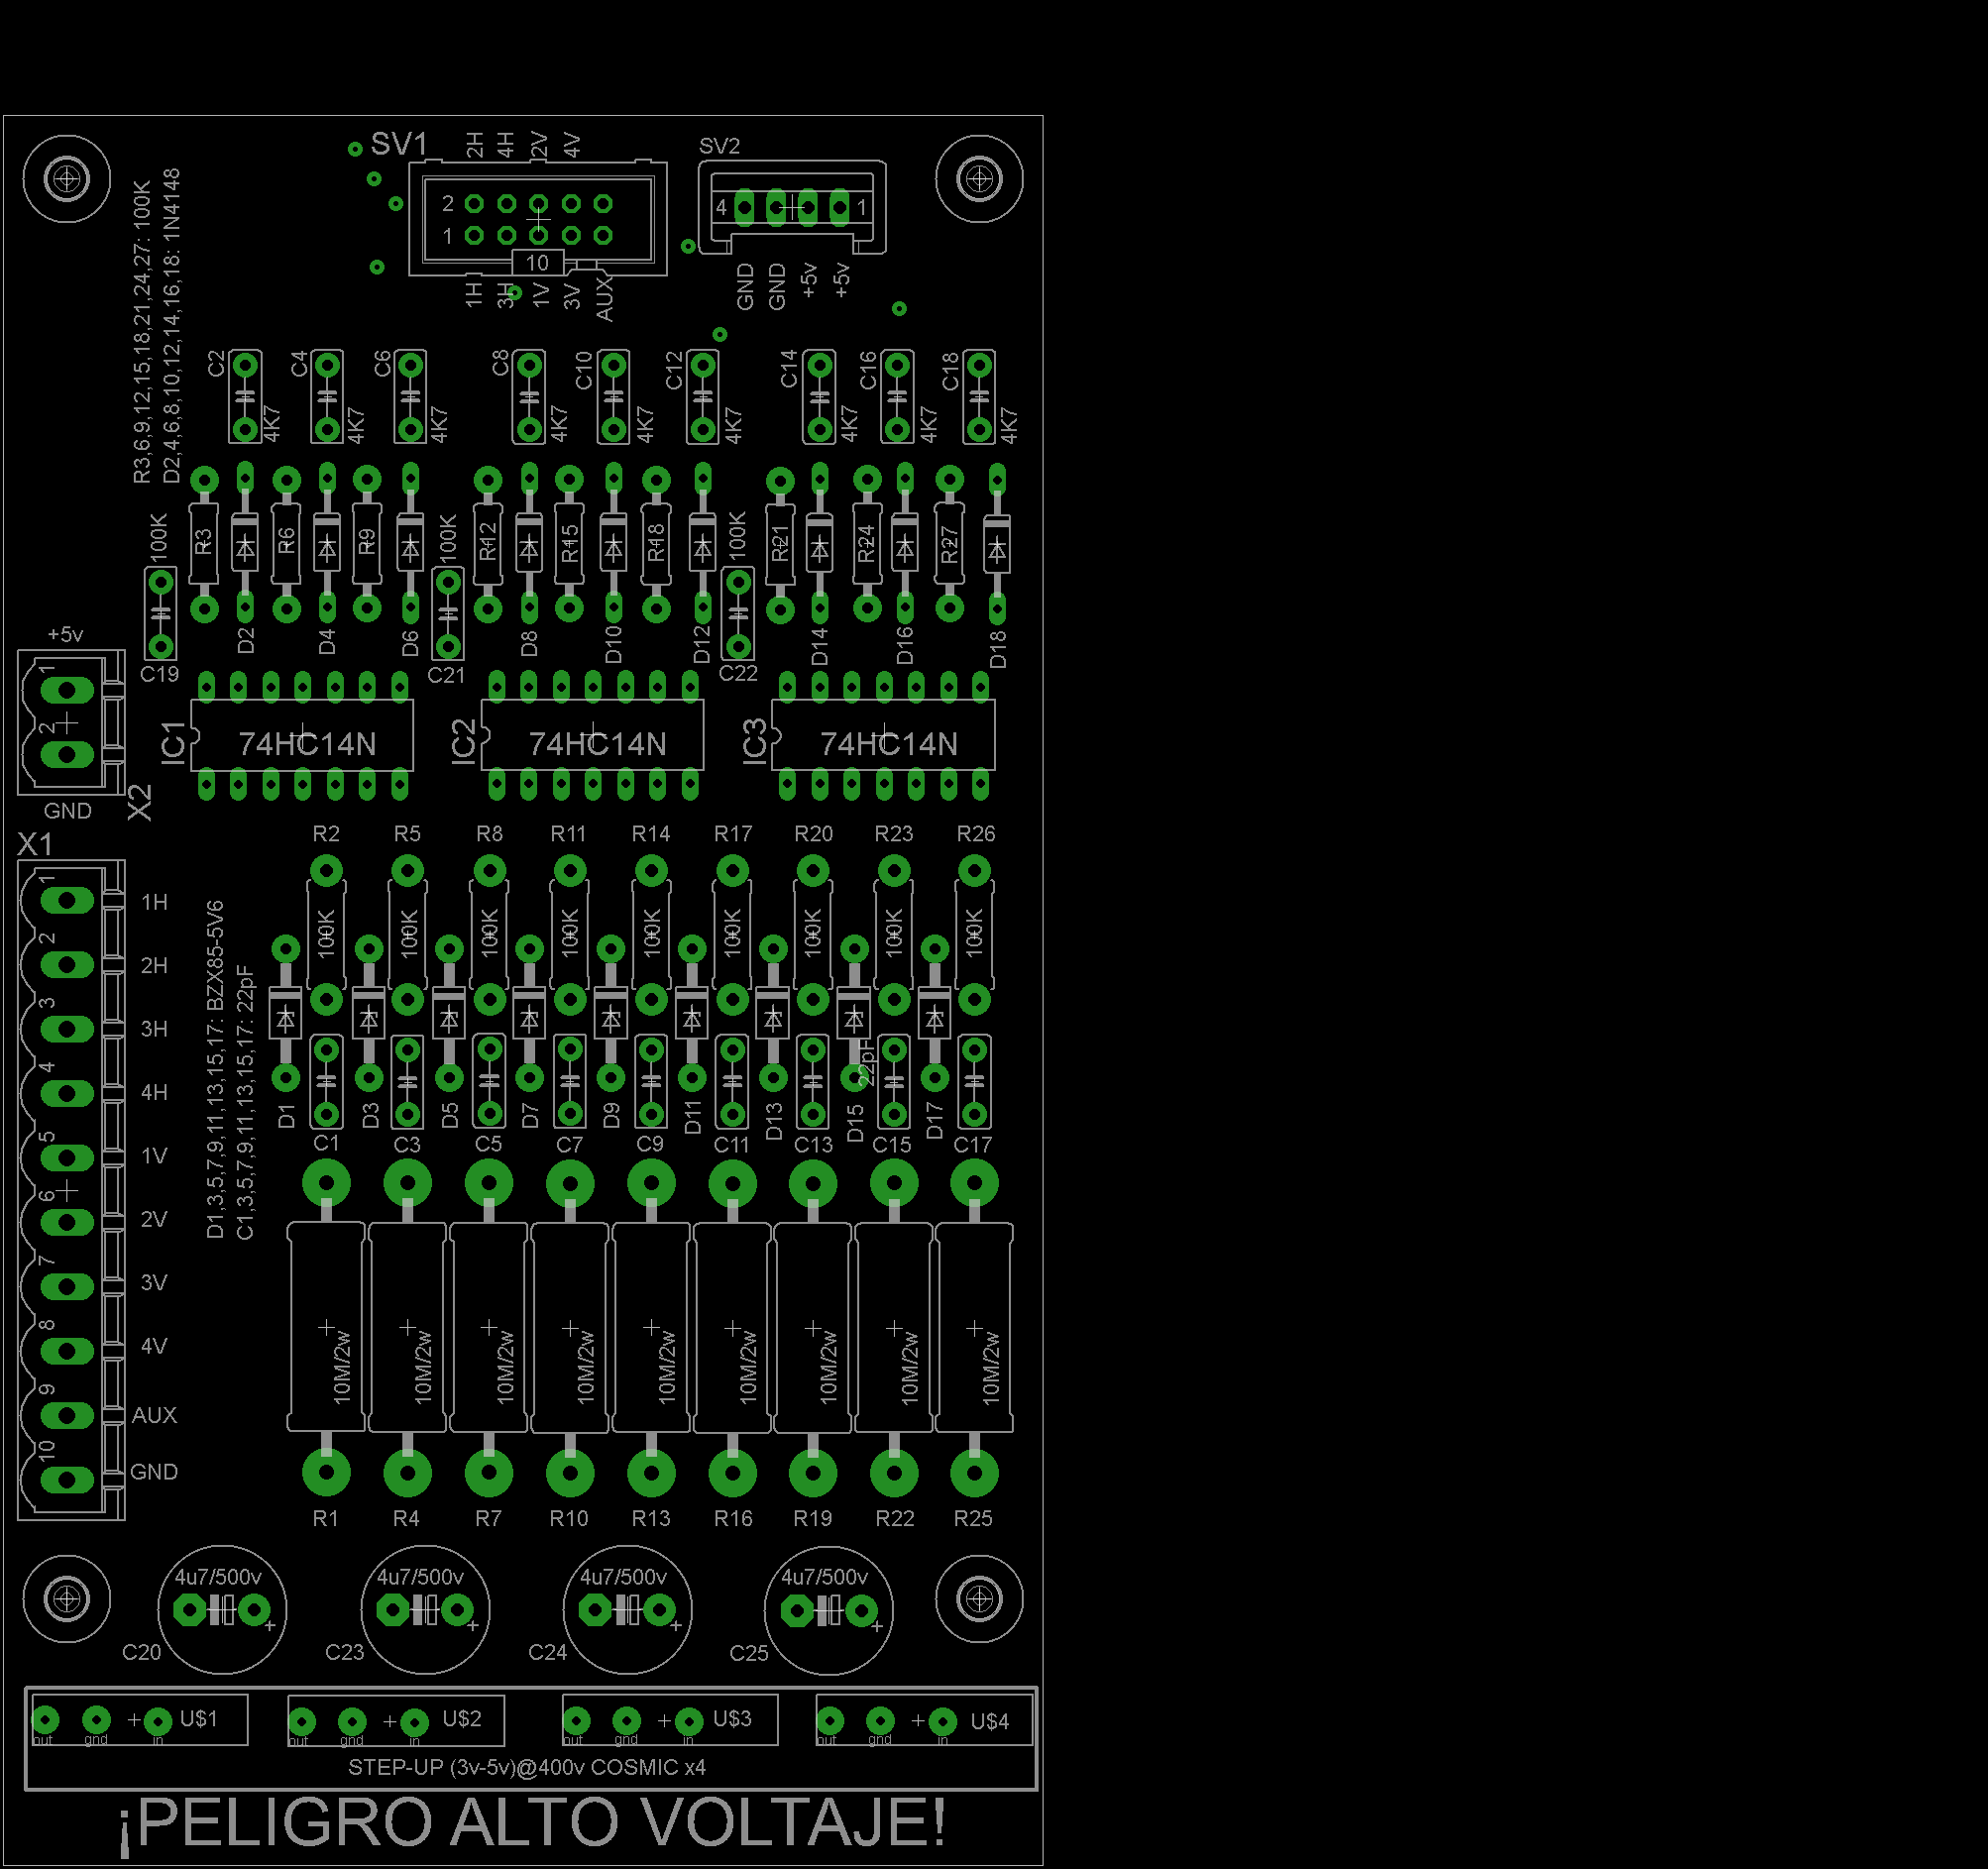 SV1
2H 4H 2V 4V
SV2
2
1
10
4 1
1H 3H 1V 3V AUX
GND GND +5v +5v
R3,6,9,12,15,18,21,24,27: 100K
D2,4,6,8,10,12,14,16,18: 1N4148
C2 C4 C6 C8 C10 C12 C14 C16 C18
4K7 4K7 4K7 4K7 4K7 4K7 4K7 4K7 4K7
100K 100K 100K
R3 R6 R9 R12 R15 R18 R21 R24 R27
D2 D4 D6 D8 D10 D12 D14 D16 D18
C19 C21 C22
+5v
1
2
GND
X2
IC1 74HC14N IC2 74HC14N IC3 74HC14N
X1
R2 R5 R8 R11 R14 R17 R20 R23 R26
1 1H
2 2H
3 3H
4 4H
5 1V
6 2V
7 3V
8 4V
9 AUX
10 GND
D1,3,5,7,9,11,13,15,17: BZX85-5V6
C1,3,5,7,9,11,13,15,17: 22pF
100K 100K 100K 100K 100K 100K 100K 100K 100K
22pF
D1 D3 D5 D7 D9 D11 D13 D15 D17
C1 C3 C5 C7 C9 C11 C13 C15 C17
10M/2w 10M/2w 10M/2w 10M/2w 10M/2w 10M/2w 10M/2w 10M/2w 10M/2w
R1 R4 R7 R10 R13 R16 R19 R22 R25
4u7/500v 4u7/500v 4u7/500v 4u7/500v
+ + + +
C20 C23 C24 C25
U$1 U$2 U$3 U$4
out gnd in out gnd in out gnd in out gnd in
STEP-UP (3v-5v)@400v COSMIC x4
¡PELIGRO ALTO VOLTAJE!